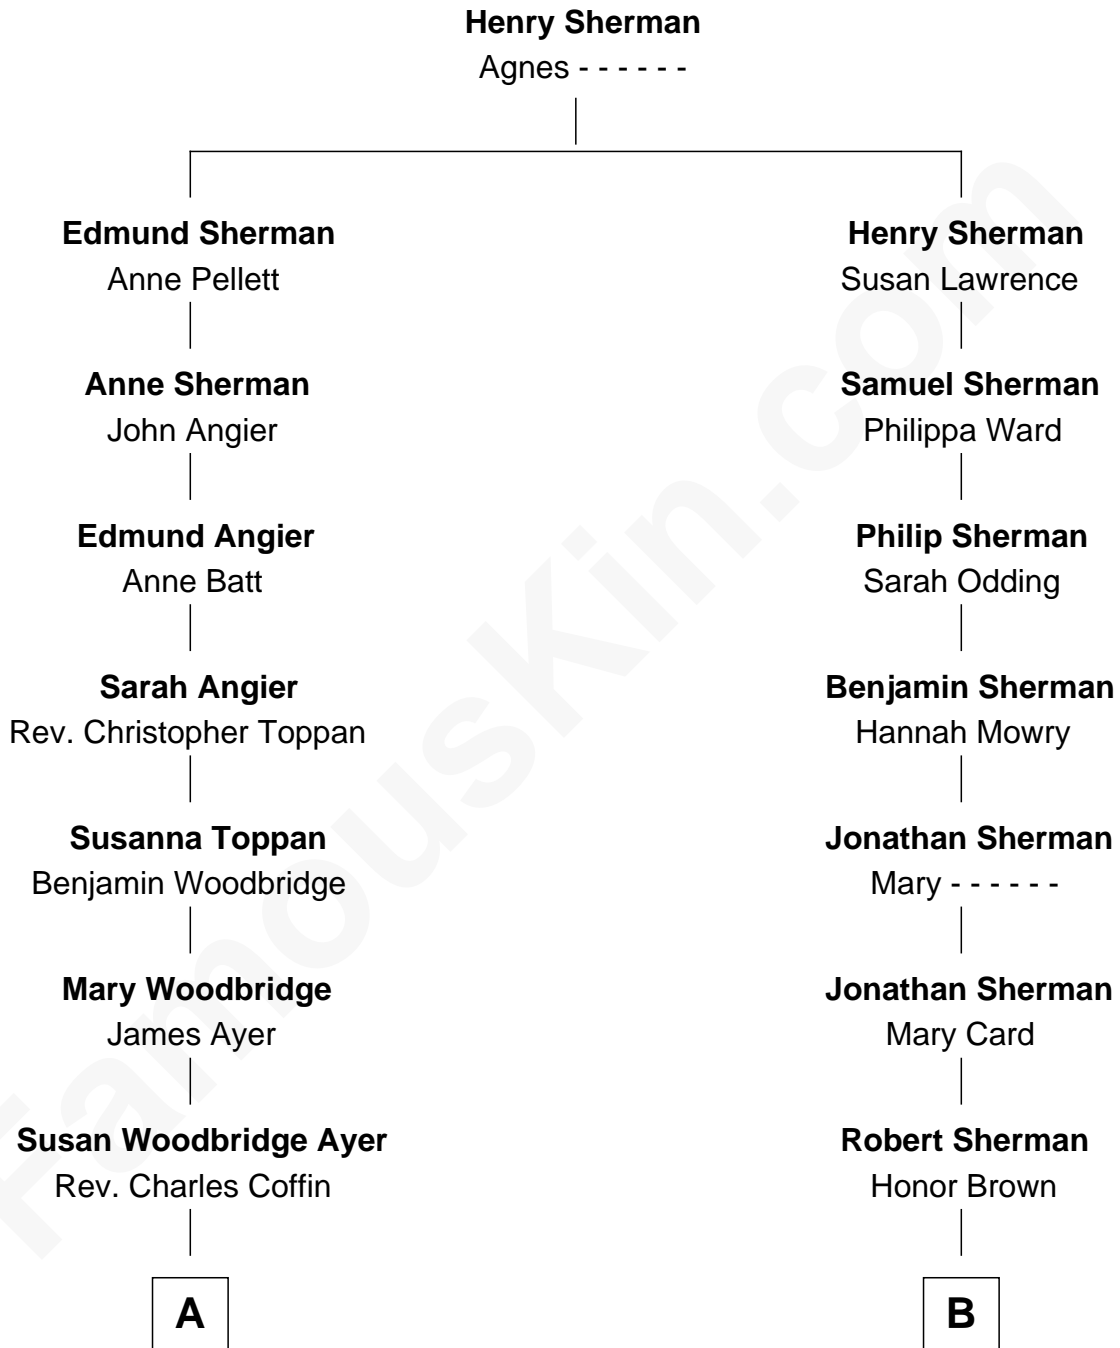 Henry Sherman
Agnes - - - - - -
Edmund Sherman
Anne Pellett
Henry Sherman
Susan Lawrence
Anne Sherman
John Angier
Samuel Sherman
Philippa Ward
Edmund Angier
Anne Batt
Philip Sherman
Sarah Odding
Sarah Angier
Rev. Christopher Toppan
Benjamin Sherman
Hannah Mowry
Susanna Toppan
Benjamin Woodbridge
Jonathan Sherman
Mary - - - - - -
Mary Woodbridge
James Ayer
Jonathan Sherman
Mary Card
Susan Woodbridge Ayer
Rev. Charles Coffin
Robert Sherman
Honor Brown
A
B
FamousKin.com